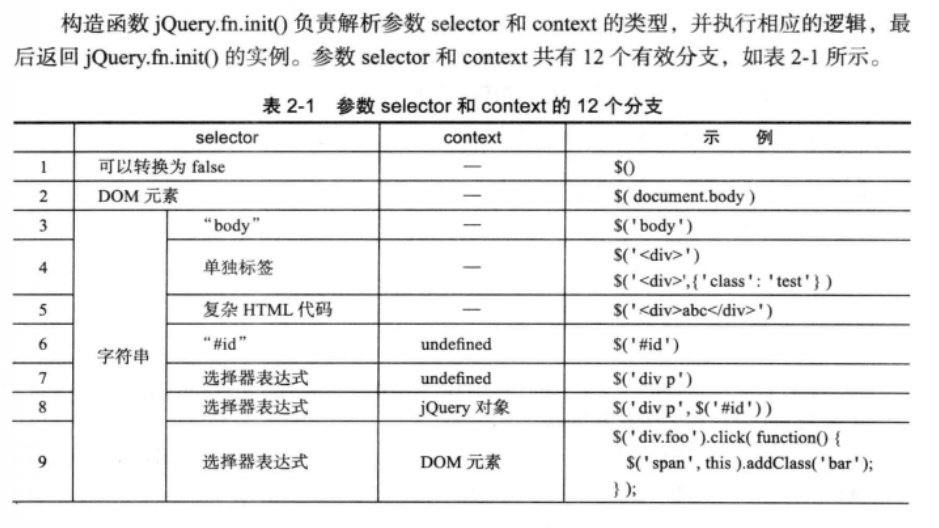 构造函数 jQuery.fn.init() 负责解析参数 selector 和 context 的类型，并执行相应的逻辑，最
后返回 jQuery.fn.init() 的实例。参数 selector 和 context 共有 12 个有效分支，如表 2-1 所示。
表 2-1 参数 selector 和 context 的 12 个分支
selector context 示 例
1 可以转换为 false — $()
2 DOM 元素 — $( document.body )
3 “body” — $('body')
4 单独标签 — $('<div>')
$('<div>',{'class': 'test'})
5 复杂 HTML 代码 — $('<div>abc</div>')
6 “#id” undefined $('#id')
字符串
7 选择器表达式 undefined $('div p')
8 选择器表达式 jQuery 对象 $('div p', $('#id'))
9 选择器表达式 DOM 元素 $('div.foo').click( function() {
$('span', this ).addClass('bar');
});